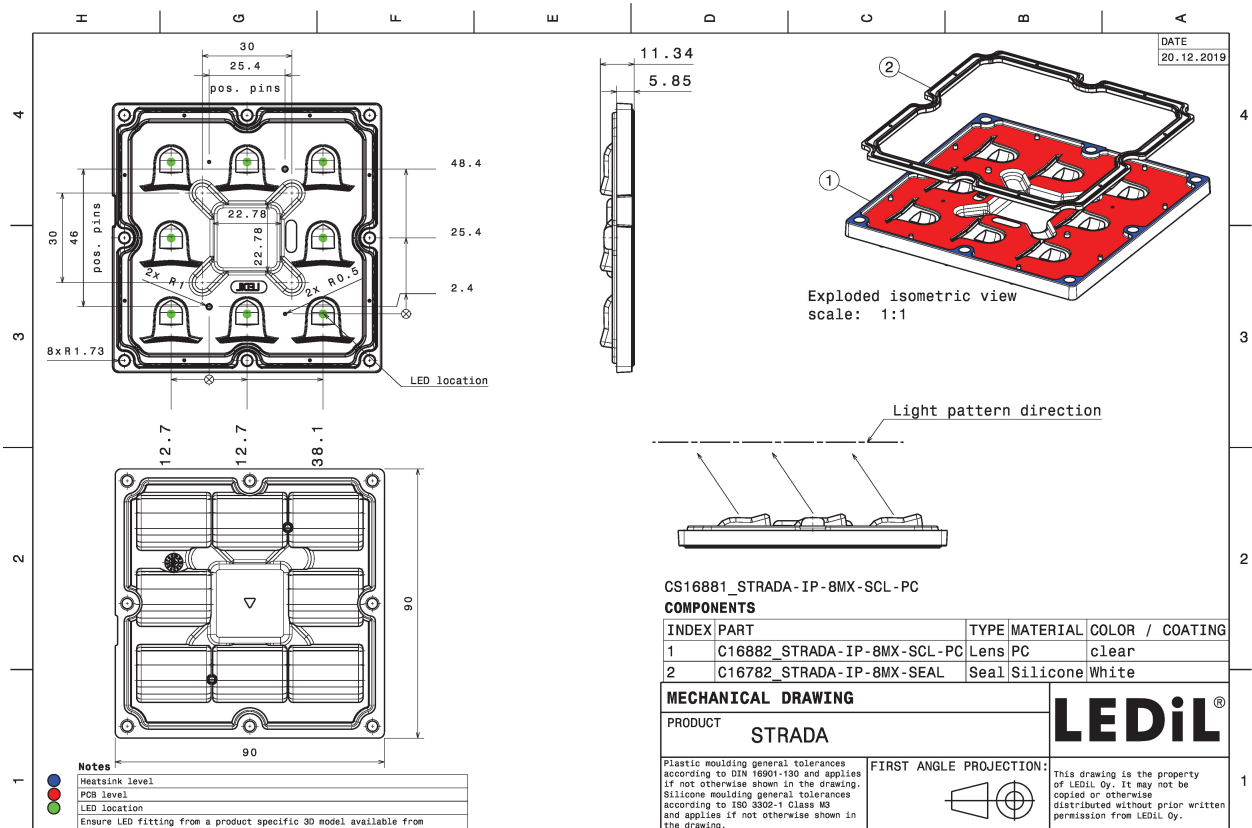 H G F E D C B A
DATE
20.12.2019
4
3
2
1
4
3
2
1
30
25.4
pos. pins
48.4
25.4
2.4
30
46
pos. pins
22.78
22.78
2x R1
2x R0.5
LEDiL
8xR1.73
LED location
12.7
12.7
38.1
11.34
5.85
2
1
Exploded isometric view
scale: 1:1
Light pattern direction
90
90
CS16881_STRADA-IP-8MX-SCL-PC
COMPONENTS
INDEX PART TYPE MATERIAL COLOR / COATING
1 C16882_STRADA-IP-8MX-SCL-PC Lens PC clear
2 C16782_STRADA-IP-8MX-SEAL Seal Silicone White
MECHANICAL DRAWING
PRODUCT
STRADA
LEDiL®
Plastic moulding general tolerances
according to DIN 16901-130 and applies
if not otherwise shown in the drawing.
Silicone moulding general tolerances
according to ISO 3302-1 Class M3
and applies if not otherwise shown in
the drawing.
FIRST ANGLE PROJECTION:
This drawing is the property
of LEDiL Oy. It may not be
copied or otherwise
distributed without prior written
permission from LEDiL Oy.
Notes
Heatsink level
PCB level
LED location
Ensure LED fitting from a product specific 3D model available from